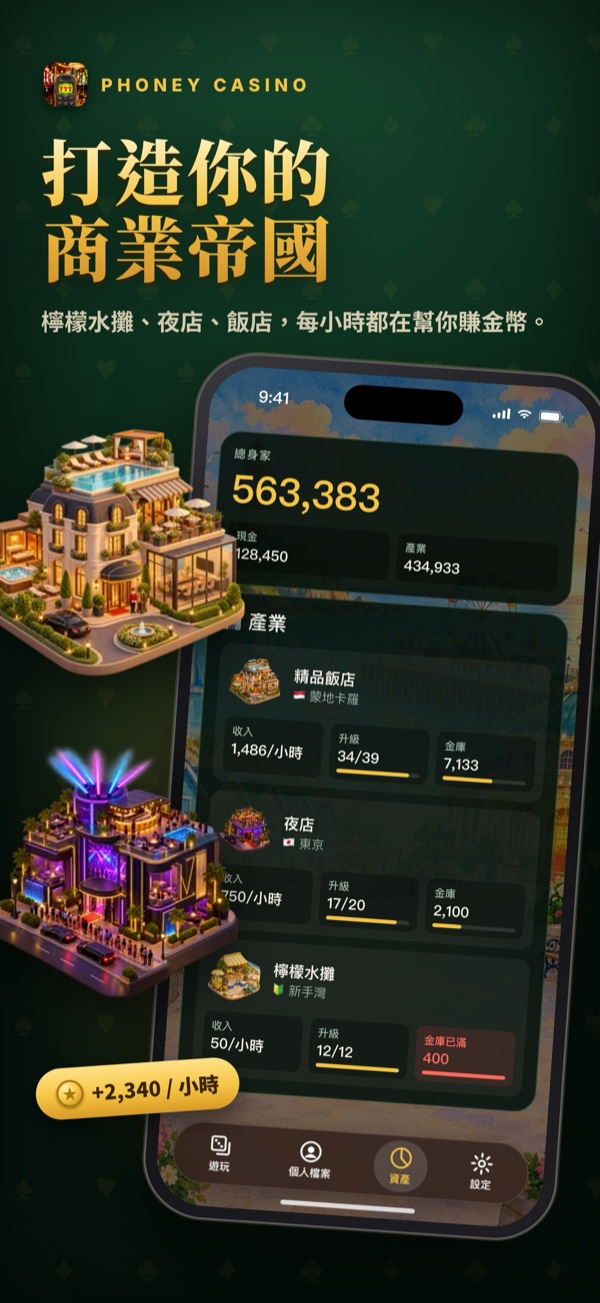 PHONEY CASINO
打造你的
商業帝國
檸檬水攤、夜店、飯店，每小時都在幫你賺金幣。
9:41
總身家
563,383
現金
128,450
產業
434,933
產業
精品飯店
蒙地卡羅
收入
1,486/小時
升級
34/39
金庫
7,133
夜店
東京
收入
750/小時
升級
17/20
金庫
2,100
檸檬水攤
新手灣
收入
50/小時
升級
12/12
金庫已滿
400
+2,340 / 小時
遊玩
個人檔案
資產
設定